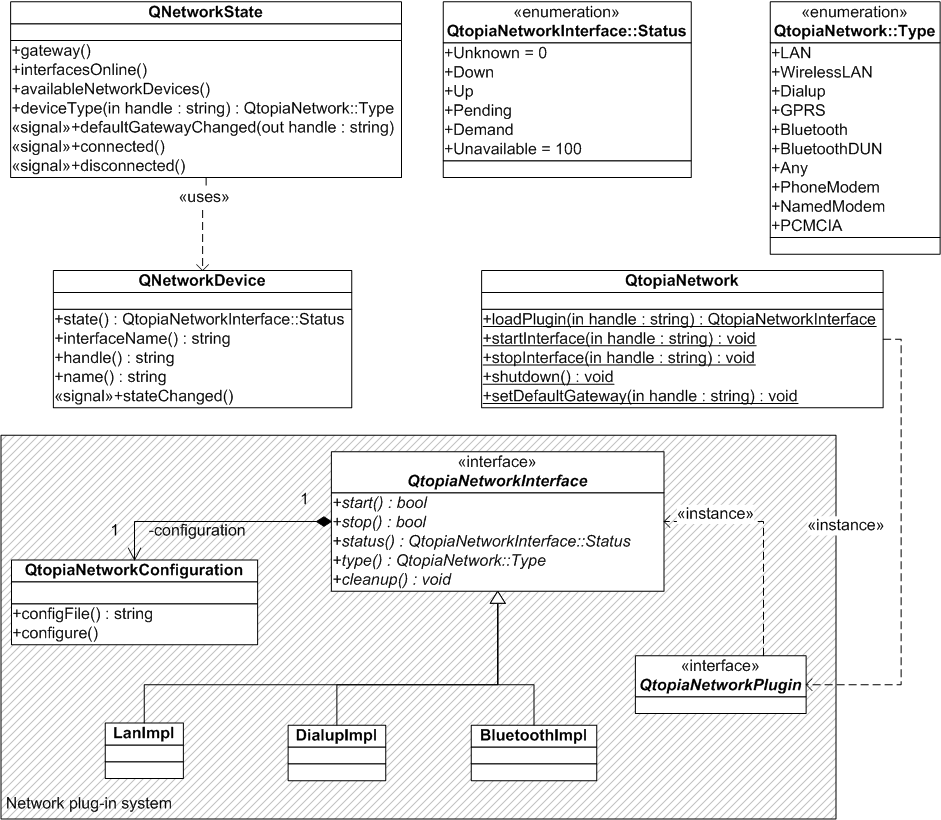 QNetworkState
+gateway()
+interfacesOnline()
+availableNetworkDevices()
+deviceType(in handle : string) : QtopiaNetwork::Type
«signal»+defaultGatewayChanged(out handle : string)
«signal»+connected()
«signal»+disconnected()
«enumeration»
QtopiaNetworkInterface::Status
+Unknown = 0
+Down
+Up
+Pending
+Demand
+Unavailable = 100
«enumeration»
QtopiaNetwork::Type
+LAN
+WirelessLAN
+Dialup
+GPRS
+Bluetooth
+BluetoothDUN
+Any
+PhoneModem
+NamedModem
+PCMCIA
«uses»
QNetworkDevice
+state() : QtopiaNetworkInterface::Status
+interfaceName() : string
+handle() : string
+name() : string
«signal»+stateChanged()
QtopiaNetwork
+loadPlugin(in handle : string) : QtopiaNetworkInterface
+startInterface(in handle : string) : void
+stopInterface(in handle : string) : void
+shutdown() : void
+setDefaultGateway(in handle : string) : void
«interface»
QtopiaNetworkInterface
+start() : bool
+stop() : bool
+status() : QtopiaNetworkInterface::Status
+type() : QtopiaNetwork::Type
+cleanup() : void
1
1
-configuration
«instance»
«instance»
QtopiaNetworkConfiguration
+configFile() : string
+configure()
«interface»
QtopiaNetworkPlugin
LanImpl
DialupImpl
BluetoothImpl
Network plug-in system